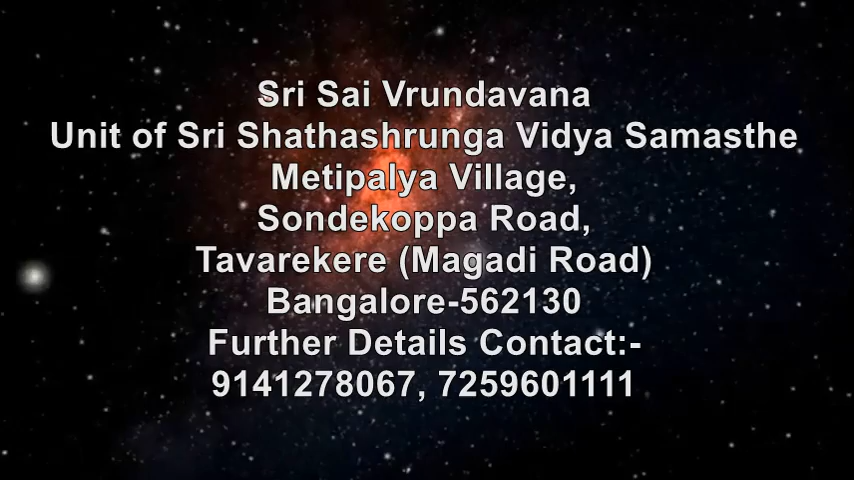 Sri Sai Vrundavana
Unit of Sri Shathashrunga Vidya Samasthe
Metipalya Village,
Sondekoppa Road,
Tavarekere (Magadi Road)
Bangalore-562130
Further Details Contact:-
9141278067, 7259601111